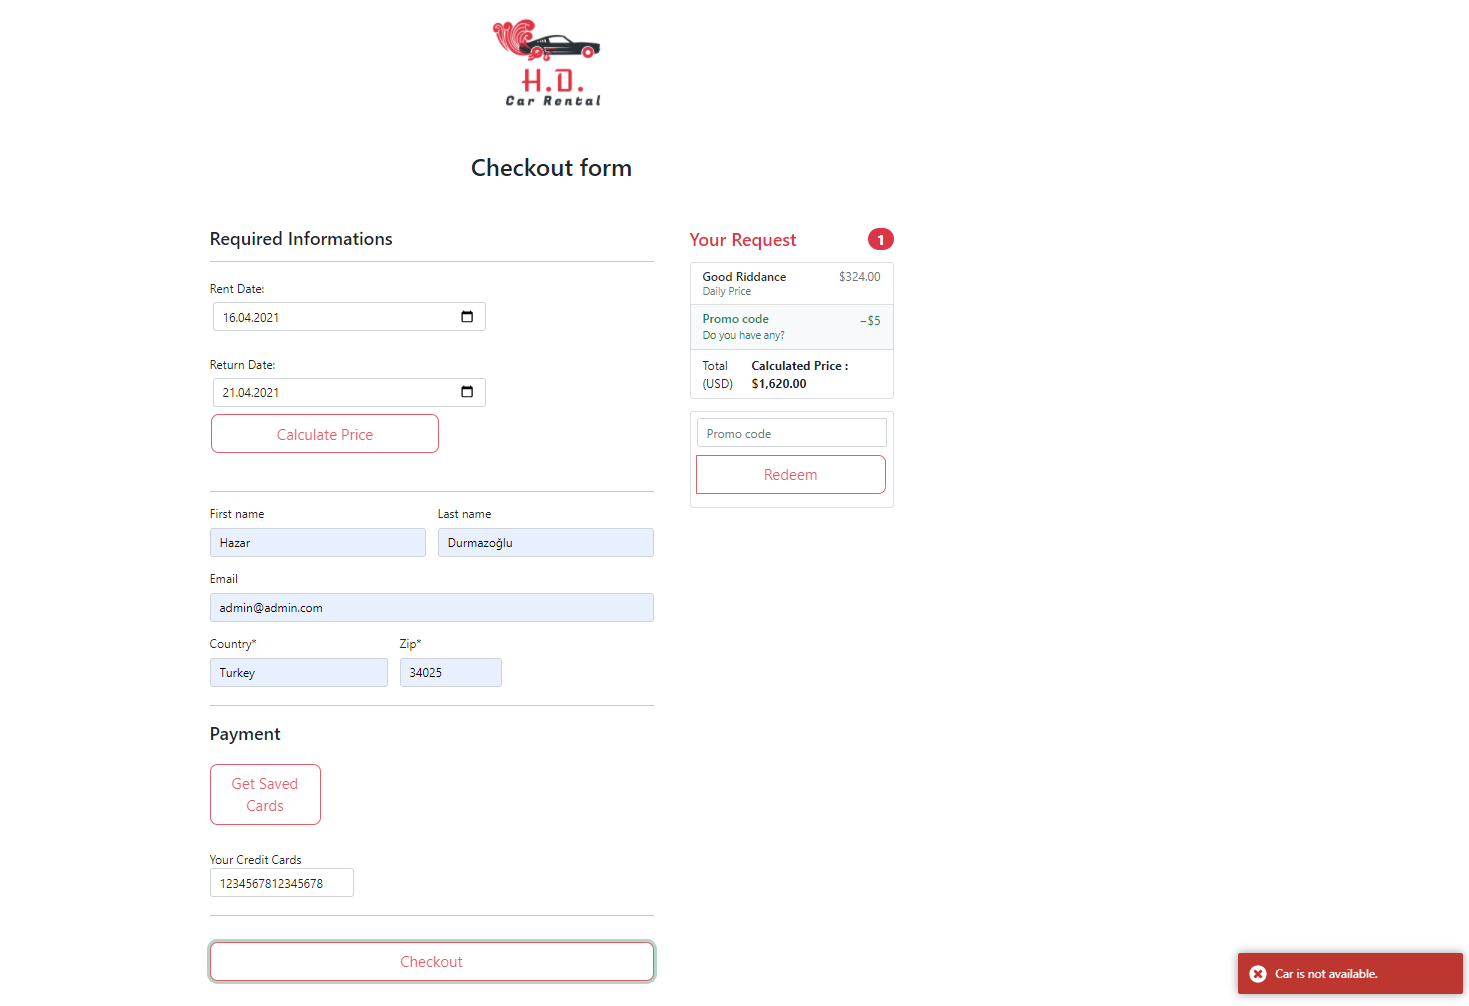 H.D.
Car Rental
Checkout form
Required Informations
Rent Date:
16.04.2021
Return Date:
21.04.2021
Calculate Price
First name
Last name
Hazar
Durmazoğlu
Email
admin@admin.com
Country*
Zip*
Turkey
34025
Payment
Get Saved
Cards
Your Credit Cards
1234567812345678
Checkout
Your Request
1
Good Riddance
$324.00
Daily Price
Promo code
−$5
Do you have any?
Total
(USD)
Calculated Price :
$1,620.00
Promo code
Redeem
Car is not available.